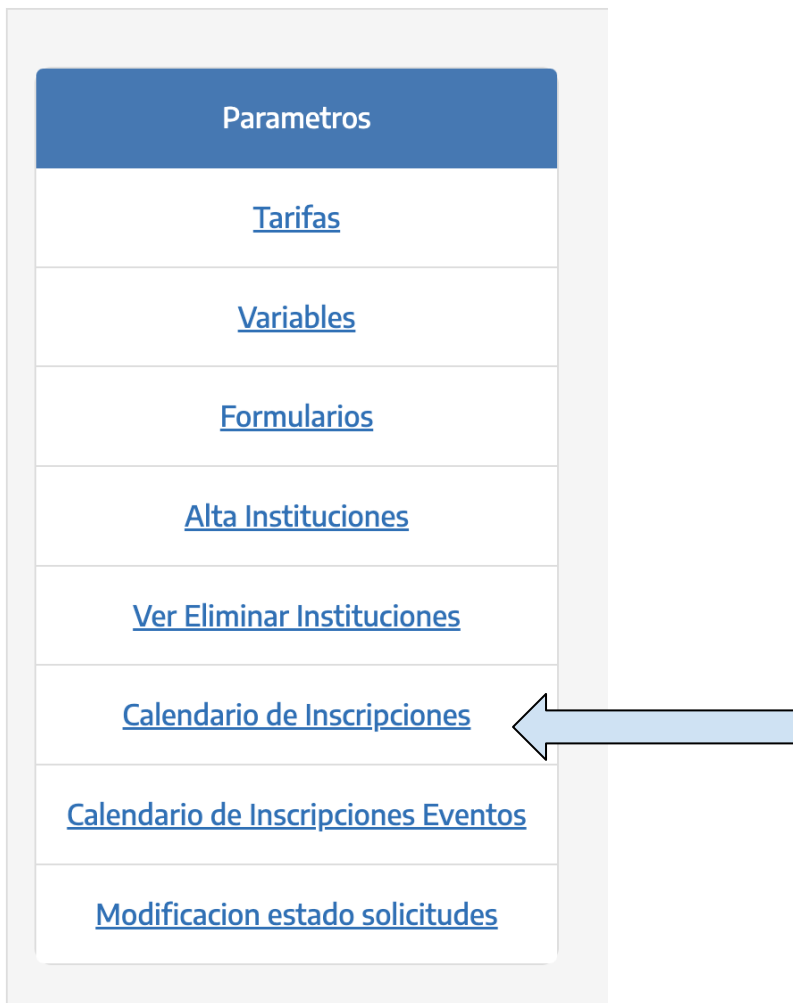 Parametros
Tarifas
Variables
Formularios
Alta Instituciones
Ver Eliminar Instituciones
Calendario de Inscripciones
Calendario de Inscripciones Eventos
Modificacion estado solicitudes